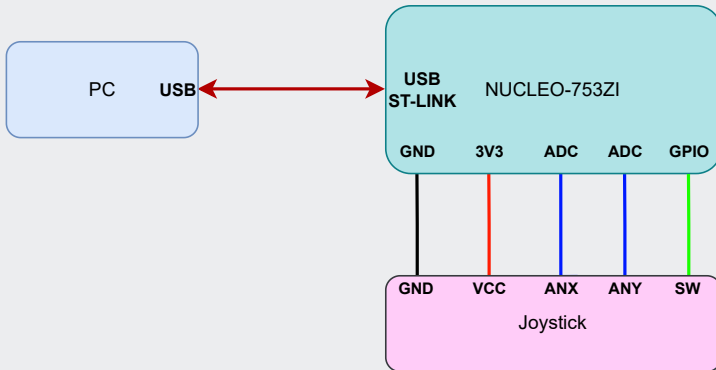 PC
USB
USB
ST-LINK
NUCLEO-753ZI
GND 3V3 ADC ADC GPIO
GND VCC ANX ANY SW
Joystick